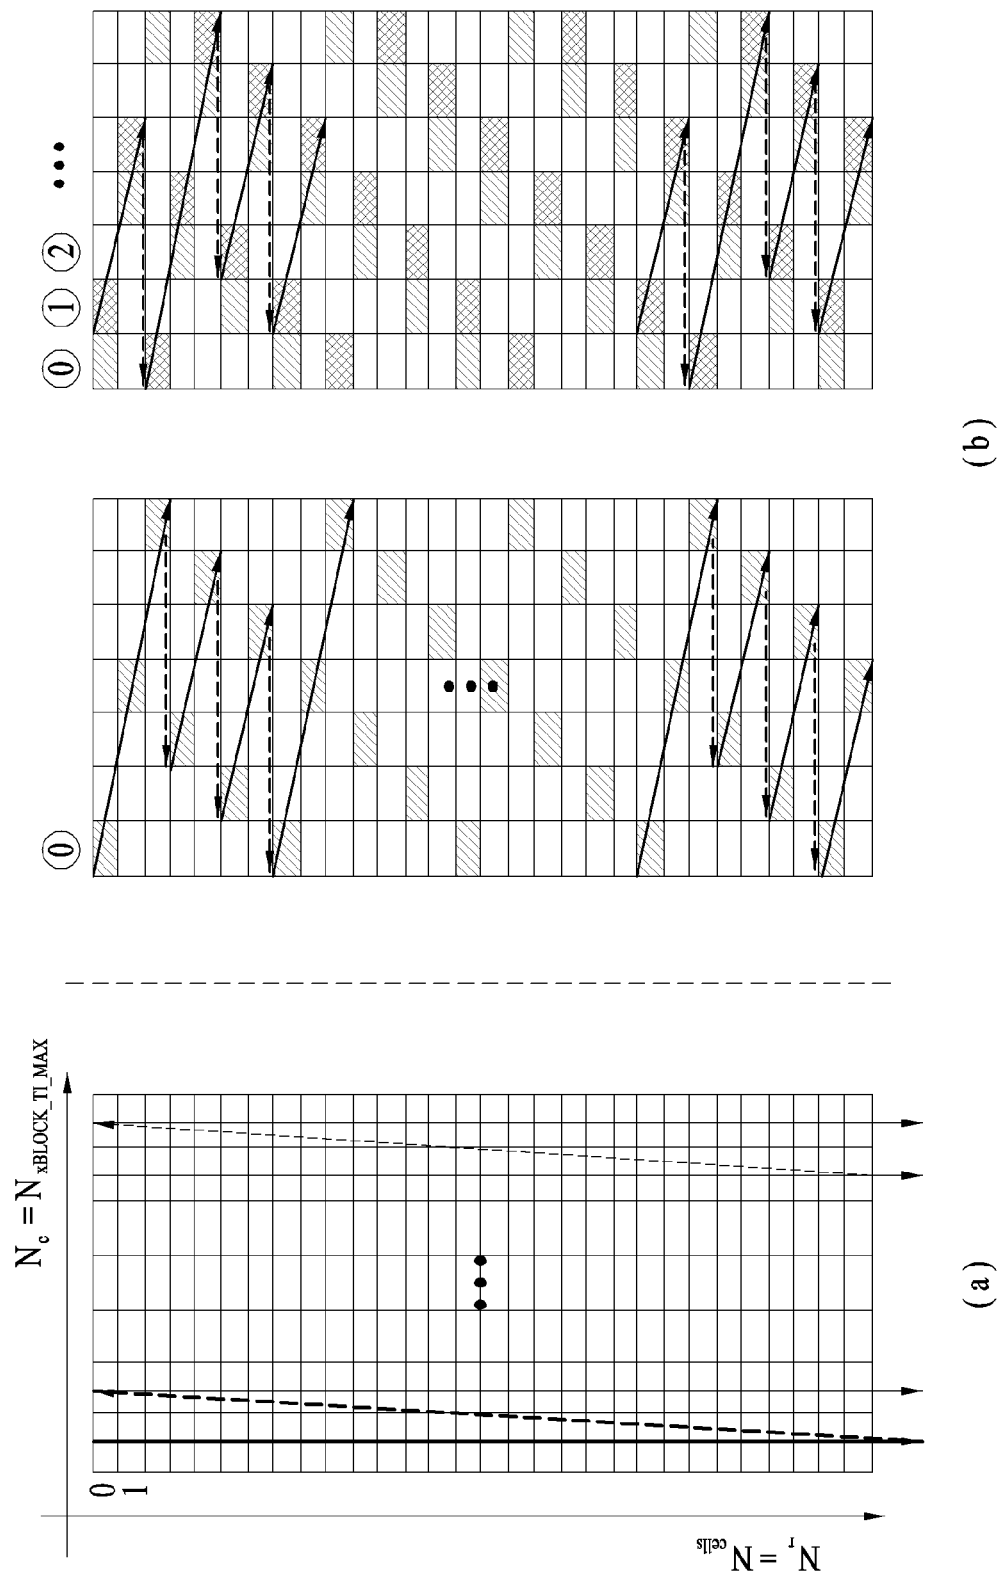 N_c = N_xBLOCK_TI_MAX
0
1
N_r = N_cells
(a)
0
0 1 2 •••
(b)